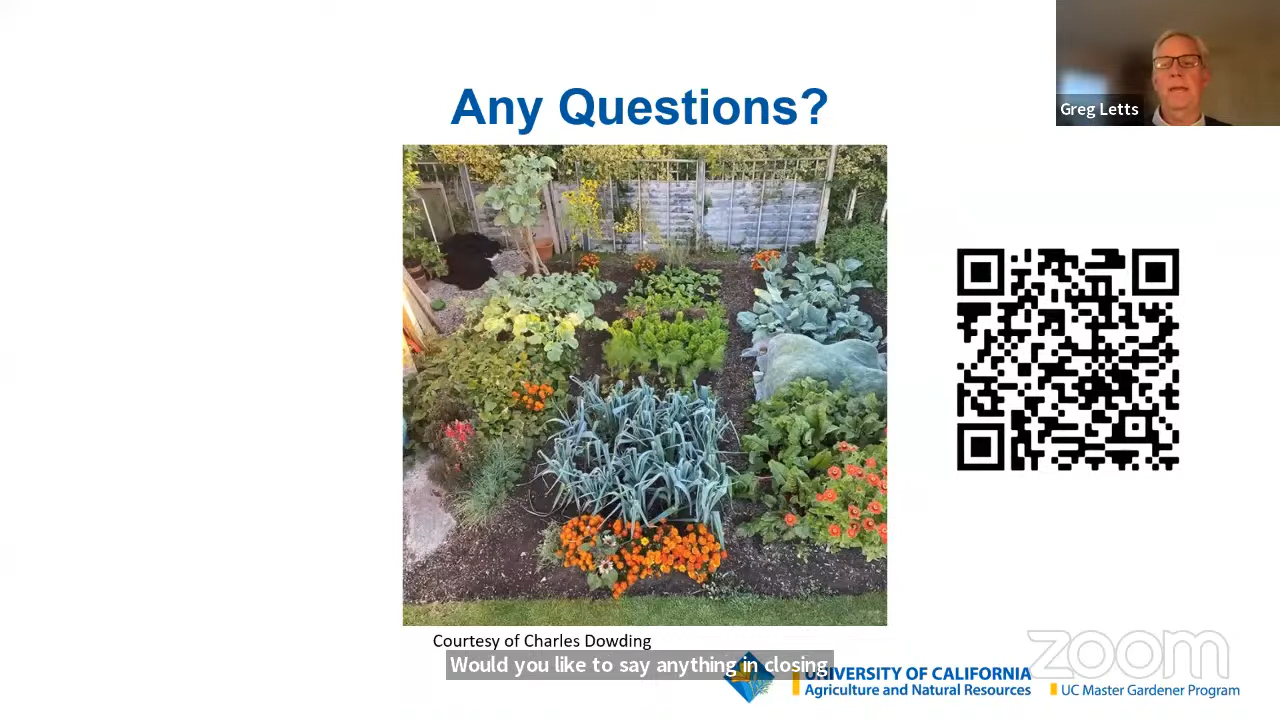 Greg Letts
Any Questions?
Courtesy of Charles Dowding
Would you like to say anything in closing
UNIVERSITY OF CALIFORNIA
Agriculture and Natural Resources
UC Master Gardener Program
zoom